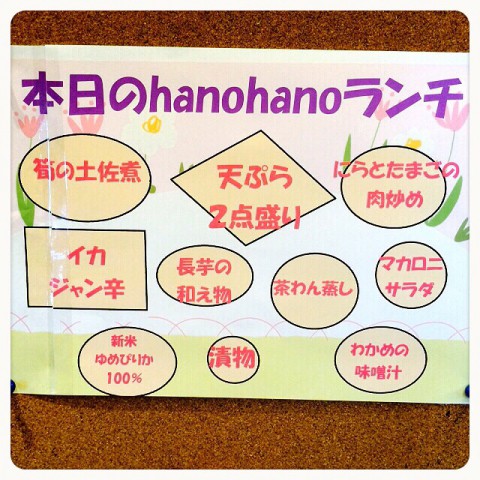 本日のhanohanoランチ
筍の土佐煮
天ぷら
2点盛り
にらとたまごの
肉炒め
イカ
ジャン辛
長芋の
和え物
茶わん蒸し
マカロニ
サラダ
新米
ゆめぴりか
100%
漬物
わかめの
味噌汁